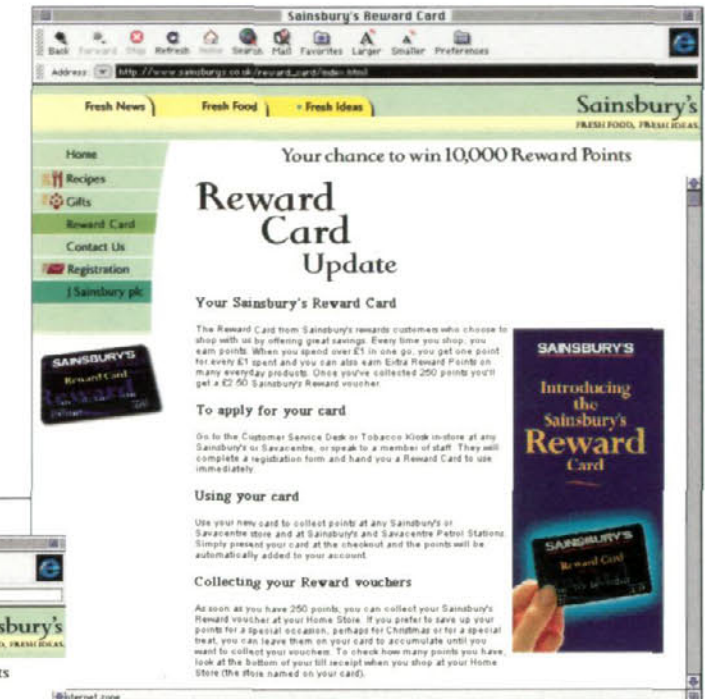 Sainsbury's Reward Card
Back Forward Stop Refresh Home Search Mail Favorites Larger Smaller Preferences
Address: http://www.sainsburys.co.uk/reward_card/index.html
Fresh News Fresh Food Fresh Ideas
Sainsbury's
FRESH FOOD, FRESH IDEAS.
Home
Recipes
Gifts
Reward Card
Contact Us
Registration
J Sainsbury plc
SAINSBURY'S
Reward Card
Reward
Your chance to win 10,000 Reward Points
Reward
Card
Update
Your Sainsbury's Reward Card
The Reward Card from Sainsbury's rewards customers who choose to
shop with us by offering great savings. Every time you shop, you
earn points. When you spend over £1 in one go, you get one point
for every £1 spent and you can also earn Extra Reward Points on
many everyday products. Once you've collected 250 points you'll
get a £2.50 Sainsbury's Reward voucher.
To apply for your card
Go to the Customer Service Desk or Tobacco Kiosk in-store at any
Sainsbury's or Savacentre, or speak to a member of staff. They will
complete a registration form and hand you a Reward Card to use
immediately.
Using your card
Use your new card to collect points at any Sainsbury's or
Savacentre store and at Sainsbury's and Savacentre Petrol Stations.
Simply present your card at the checkout and the points will be
automatically added to your account.
Collecting your Reward vouchers
As soon as you have 250 points, you can collect your Sainsbury's
Reward voucher at your Home Store. If you prefer to save up your
points for a special occasion, perhaps for Christmas or for a special
treat, you can leave them on your card to accumulate until you
want to collect your vouchers. To check how many points you have,
look at the bottom of your till receipt when you shop at your Home
Store (the store named on your card).
SAINSBURY'S
Introducing
the
Sainsbury's
Reward
Card
SAINSBURY'S
Reward Card
Internet zone
sbury's
D, FRESH IDEAS.
ts